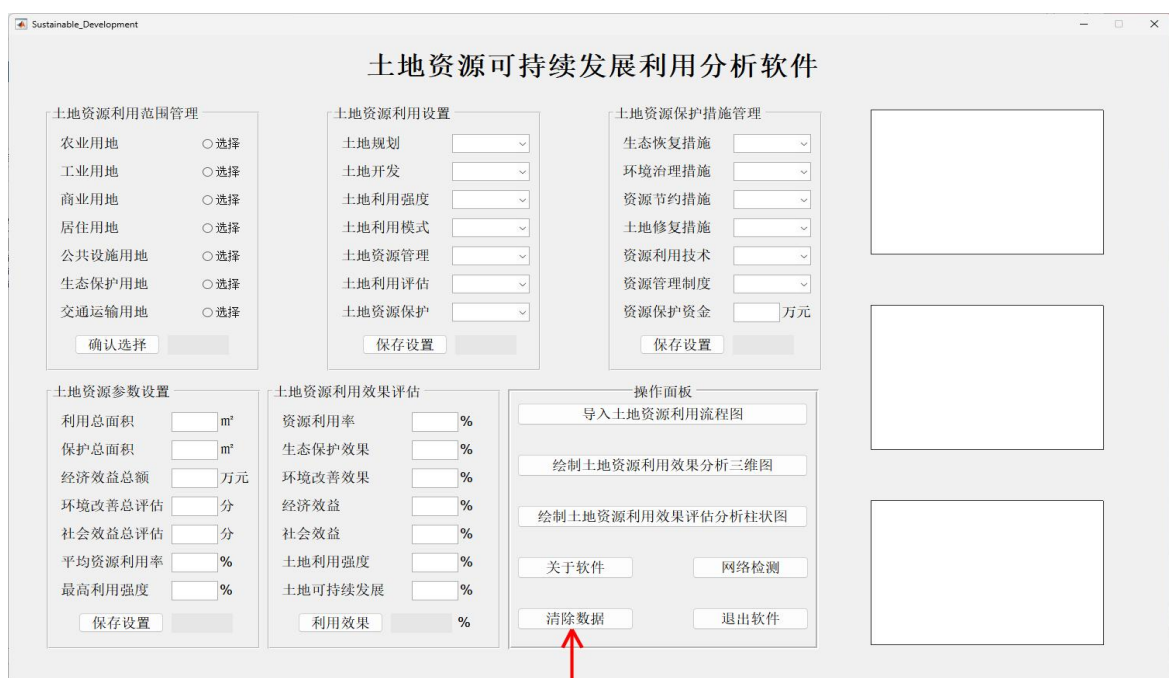 Sustainable_Development
土地资源可持续发展利用分析软件
土地资源利用范围管理
农业用地 选择
工业用地 选择
商业用地 选择
居住用地 选择
公共设施用地 选择
生态保护用地 选择
交通运输用地 选择
确认选择
土地资源利用设置
土地规划
土地开发
土地利用强度
土地利用模式
土地资源管理
土地利用评估
土地资源保护
保存设置
土地资源保护措施管理
生态恢复措施
环境治理措施
资源节约措施
土地修复措施
资源利用技术
资源管理制度
资源保护资金 万元
保存设置
土地资源参数设置
利用总面积 m²
保护总面积 m²
经济效益总额 万元
环境改善总评估 分
社会效益总评估 分
平均资源利用率 %
最高利用强度 %
保存设置
土地资源利用效果评估
资源利用率 %
生态保护效果 %
环境改善效果 %
经济效益 %
社会效益 %
土地利用强度 %
土地可持续发展 %
利用效果 %
操作面板
导入土地资源利用流程图
绘制土地资源利用效果分析三维图
绘制土地资源利用效果评估分析柱状图
关于软件 网络检测
清除数据 退出软件